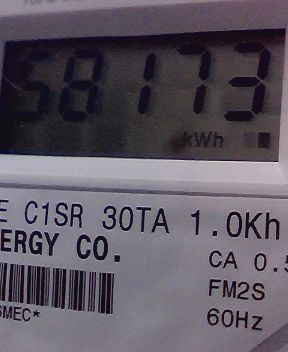 58173
kWh
E C1SR 30TA 1.0Kh
ERGY CO.
CA 0.5
FM2S
SMEC*
60Hz